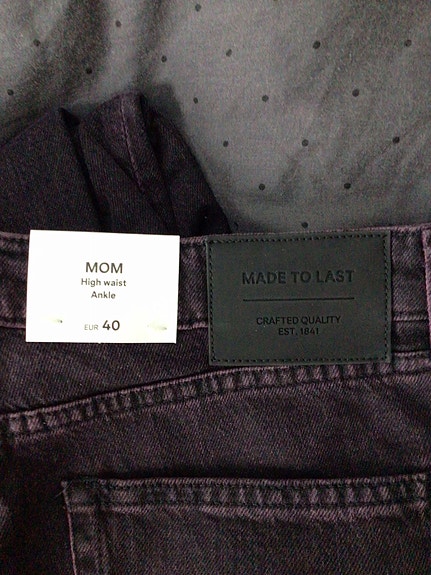 MOM
High waist
Ankle
EUR 40
MADE TO LAST
CRAFTED QUALITY
EST. 1841